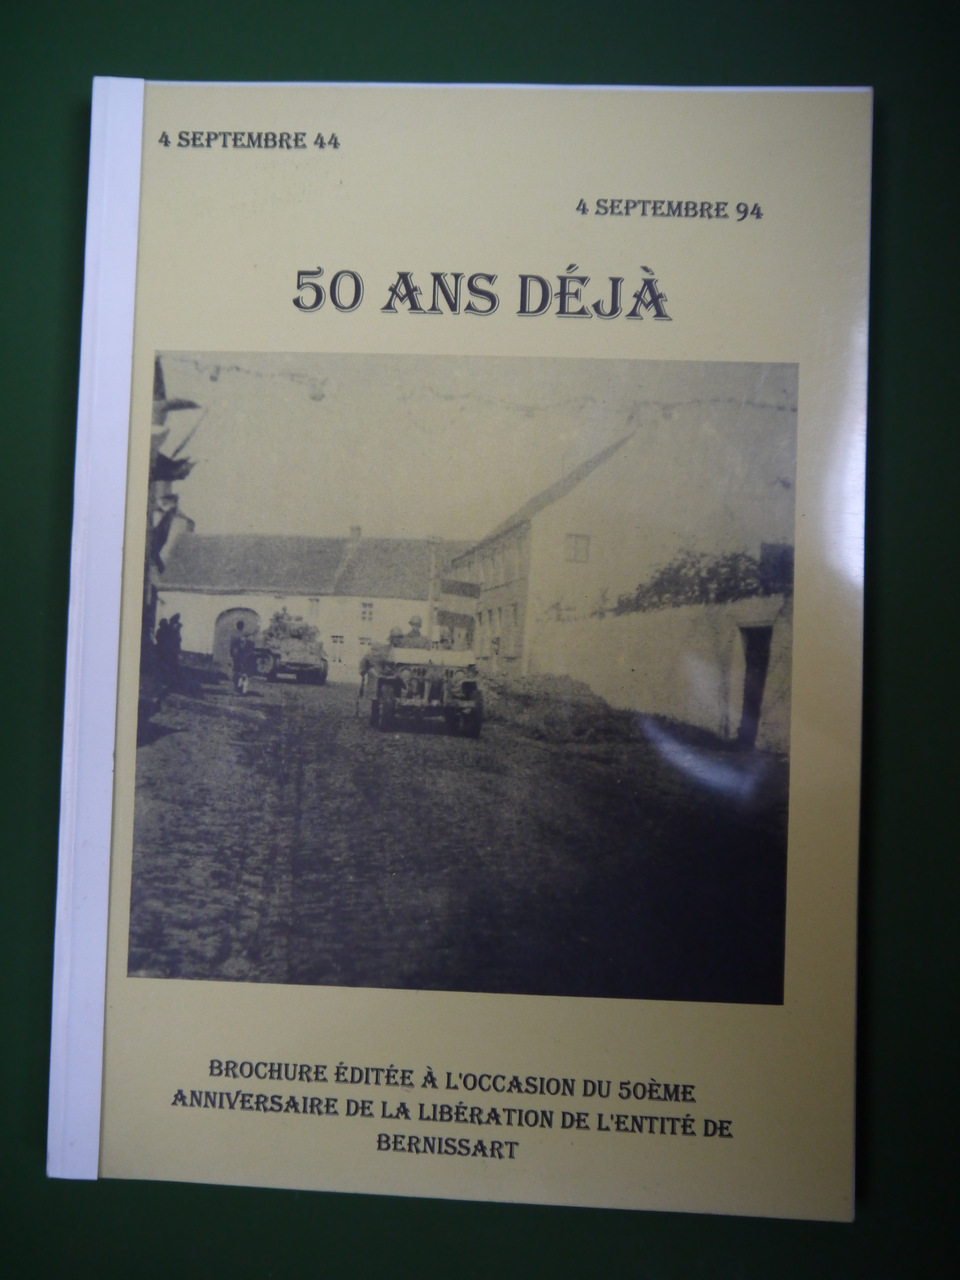 4 SEPTEMBRE 44
4 SEPTEMBRE 94
50 ANS DÉJÀ
BROCHURE ÉDITÉE À L'OCCASION DU 50ÈME
ANNIVERSAIRE DE LA LIBÉRATION DE L'ENTITÉ DE
BERNISSART